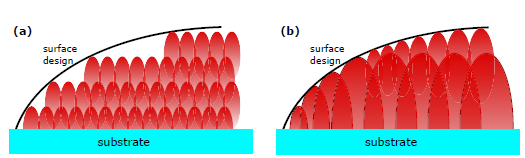 (a)
surface
design
substrate
(b)
surface
design
substrate